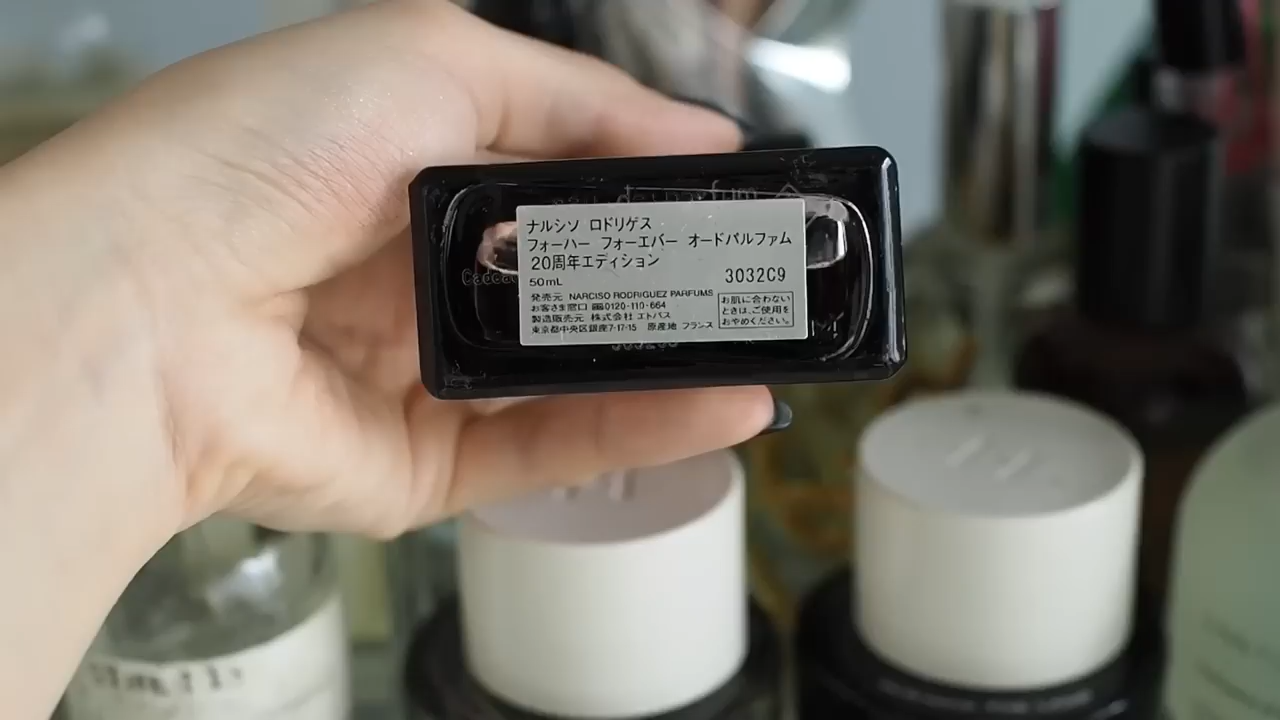 eau de parfum
ナルシソ ロドリゲス
フォーハー フォーエバー オードパルファム
20周年エディション
50mL
3032C9
発売元 NARCISO RODRIGUEZ PARFUMS
お客さま窓口 0120-110-664
製造販売元 株式会社 エトバス
東京都中央区銀座7-17-15 原産地 フランス
お肌に合わない
ときは、ご使用を
おやめください。